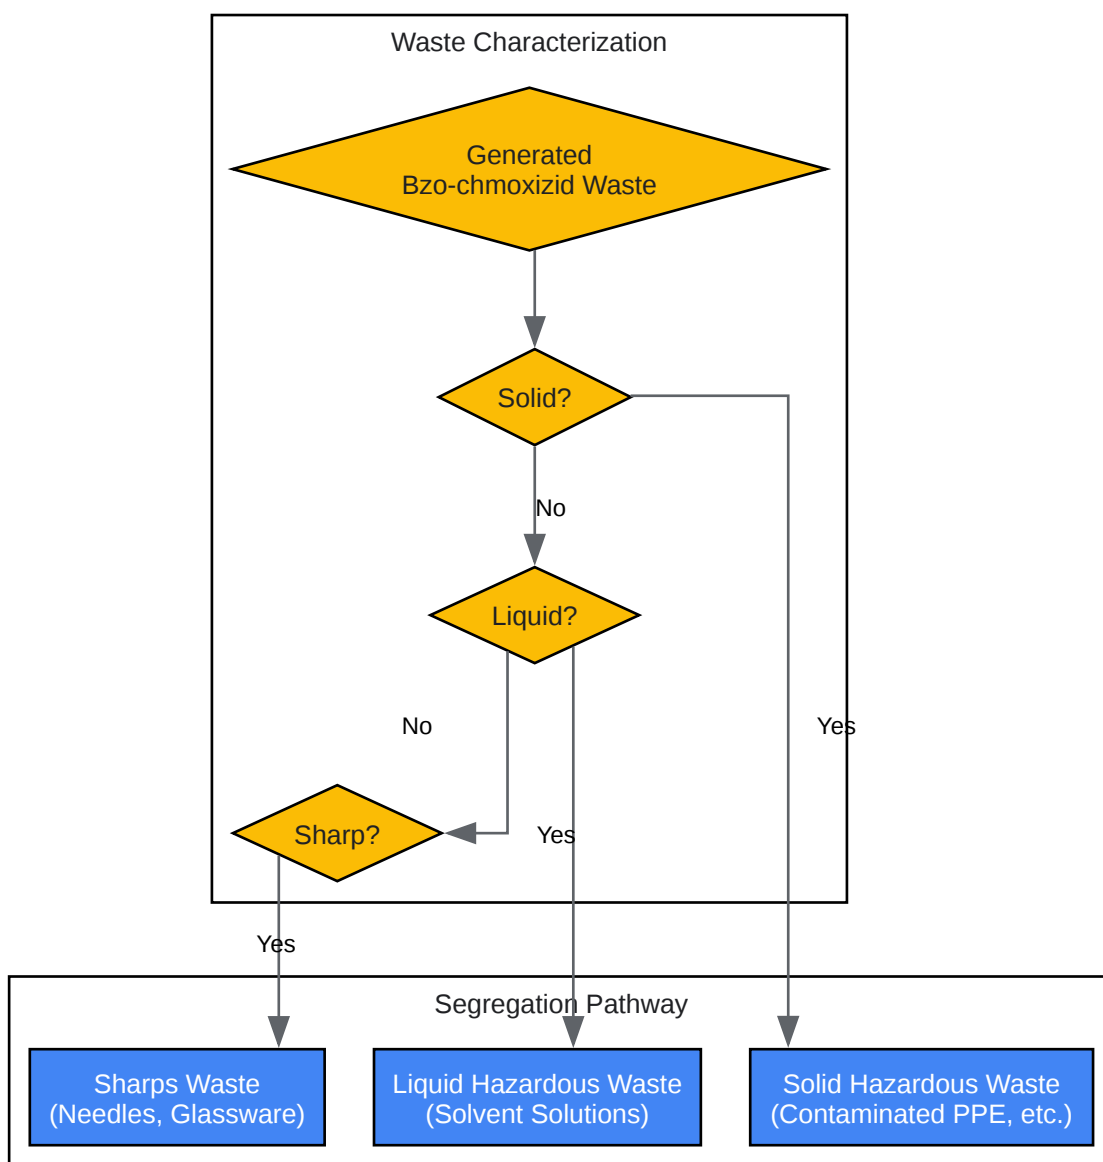 Waste Characterization
Generated
Bzo-chmoxizid Waste
Solid?
No
Liquid?
No
Yes
Sharp?
Yes
Yes
Segregation Pathway
Sharps Waste
(Needles, Glassware)
Liquid Hazardous Waste
(Solvent Solutions)
Solid Hazardous Waste
(Contaminated PPE, etc.)